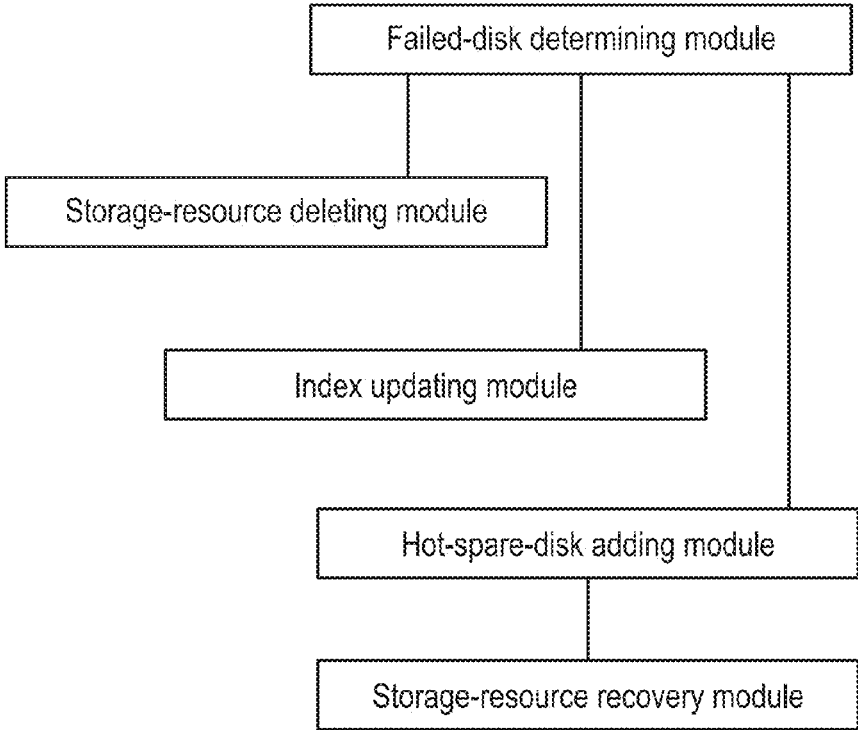 Failed-disk determining module
Storage-resource deleting module
Index updating module
Hot-spare-disk adding module
Storage-resource recovery module